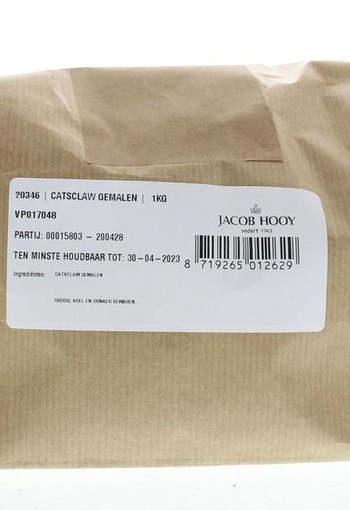 20346 | CATSCLAW GEMALEN | 1KG
VP017048
JACOB HOOY
sedert 1743
PARTIJ: 00015803 - 200428
TEN MINSTE HOUDBAAR TOT: 30-04-2023
8 719265 012629
Ingrediënten: CATSCLAW GEMALEN
DROOG, KOEL EN DONKER BEWAREN.